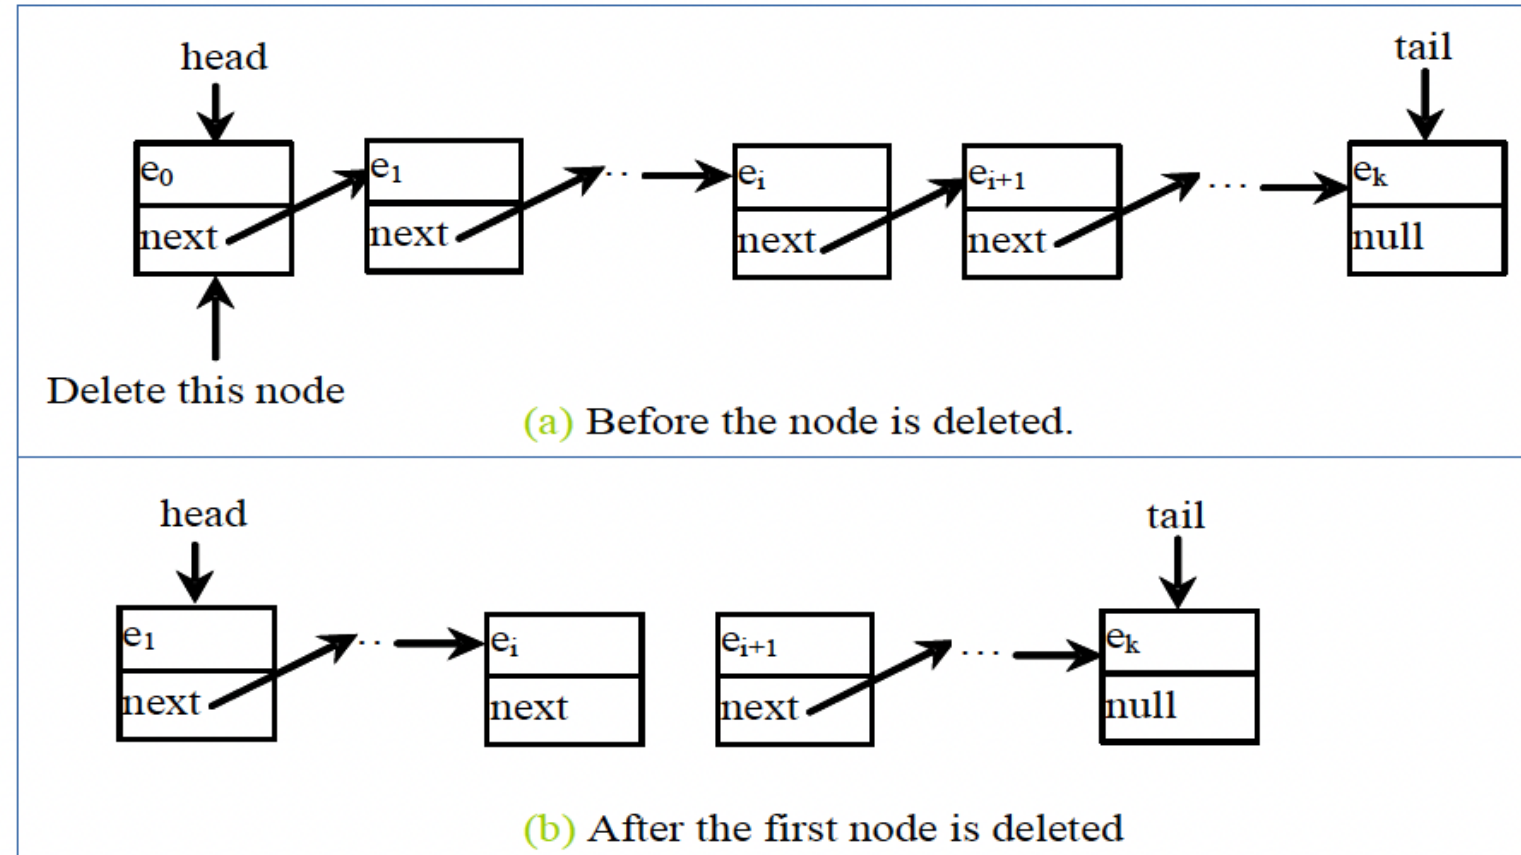 head tail
e₀ e₁ ·· eᵢ eᵢ₊₁ ... eₖ
next next next next null
Delete this node
(a) Before the node is deleted.
head tail
e₁ ·· eᵢ eᵢ₊₁ ... eₖ
next next next null
(b) After the first node is deleted